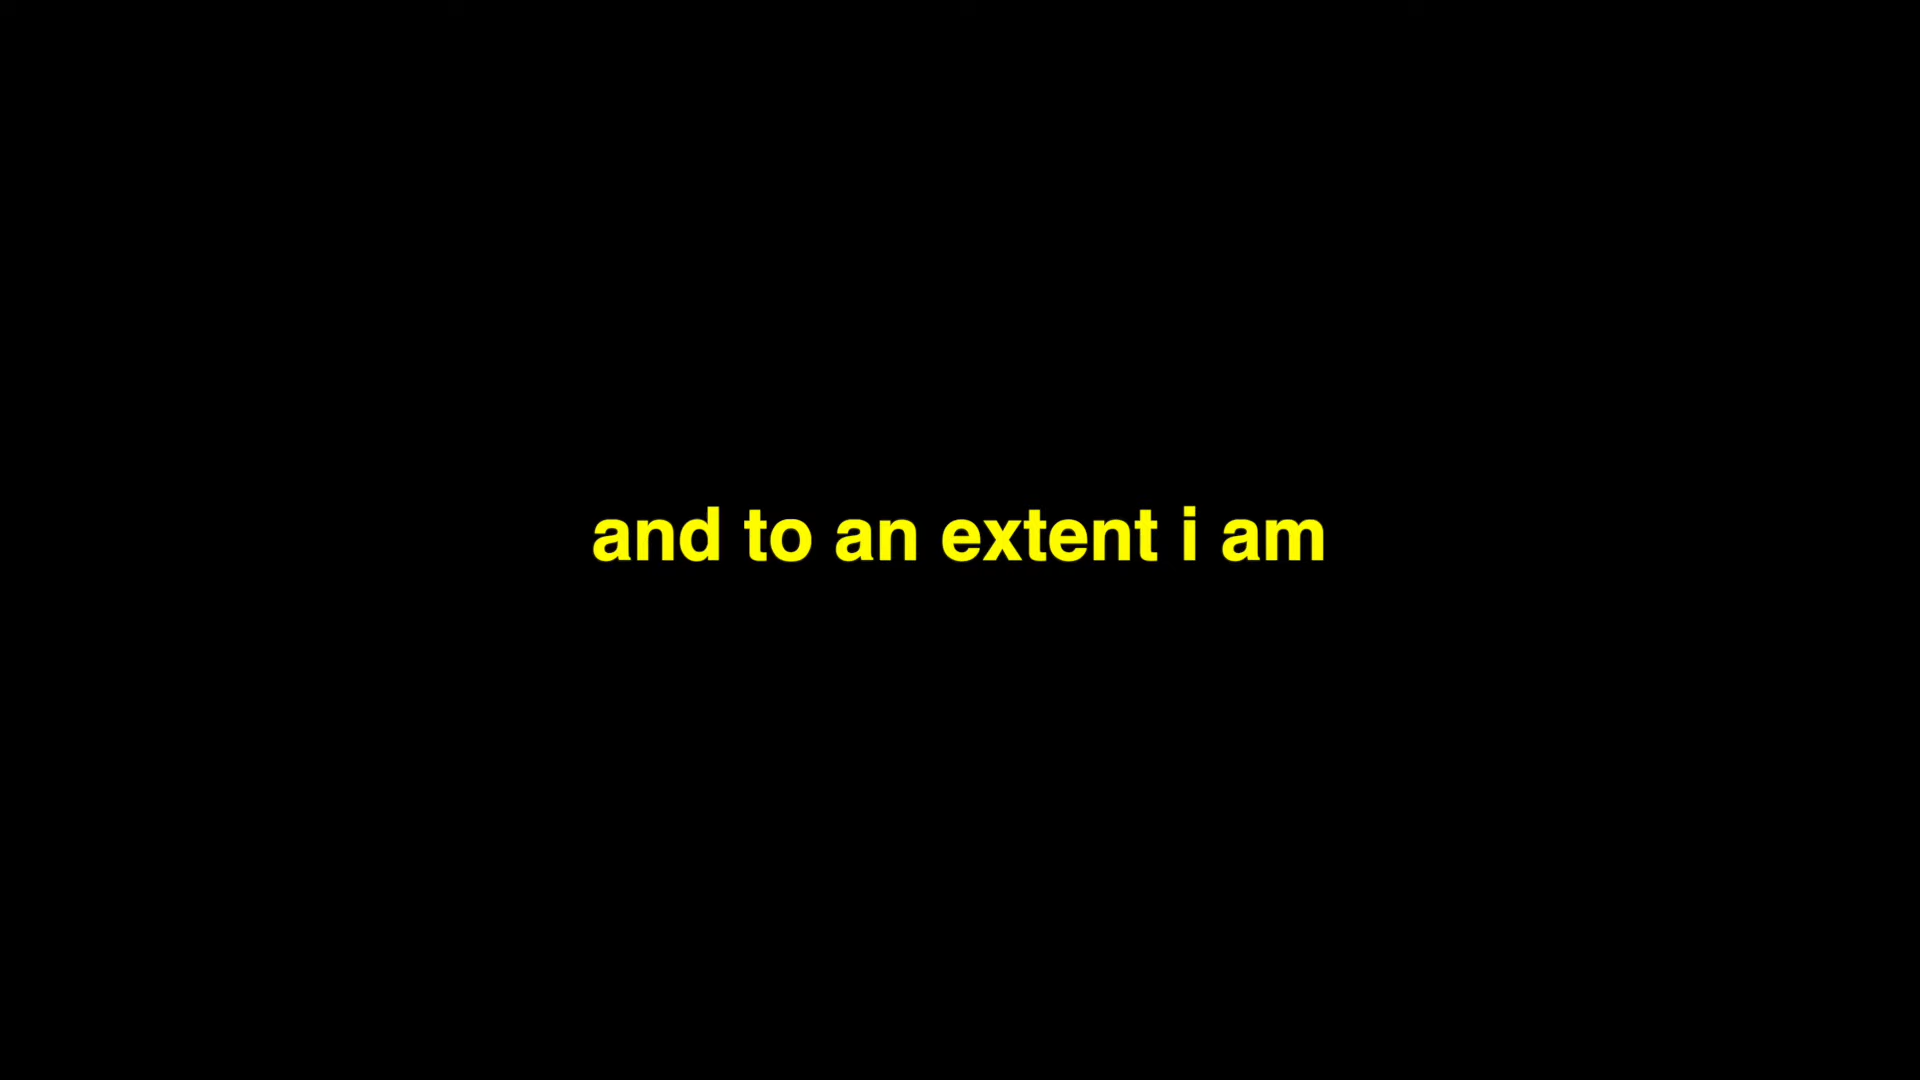 and to an extent i am